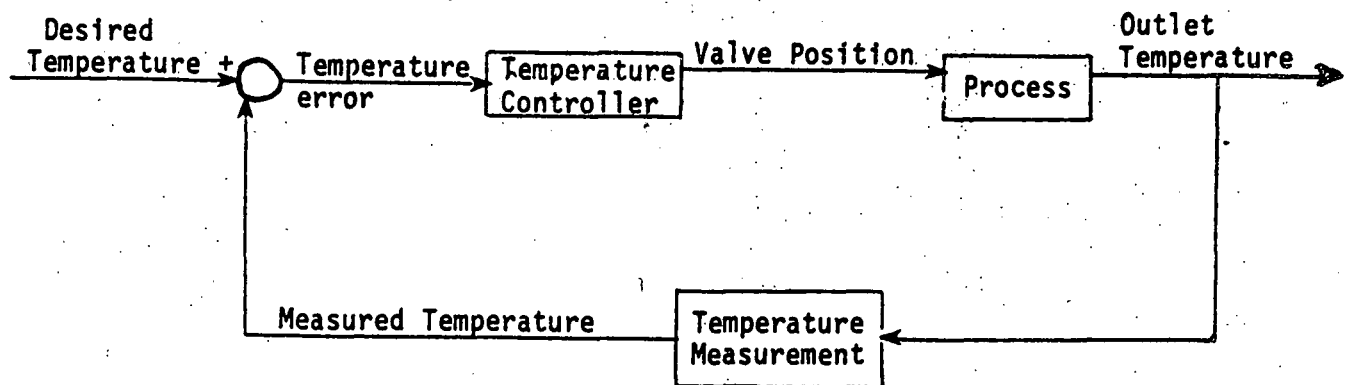 Desired
Temperature +
Temperature
error
Temperature
Controller
Valve Position
Process
Outlet
Temperature
Measured Temperature
Temperature
Measurement